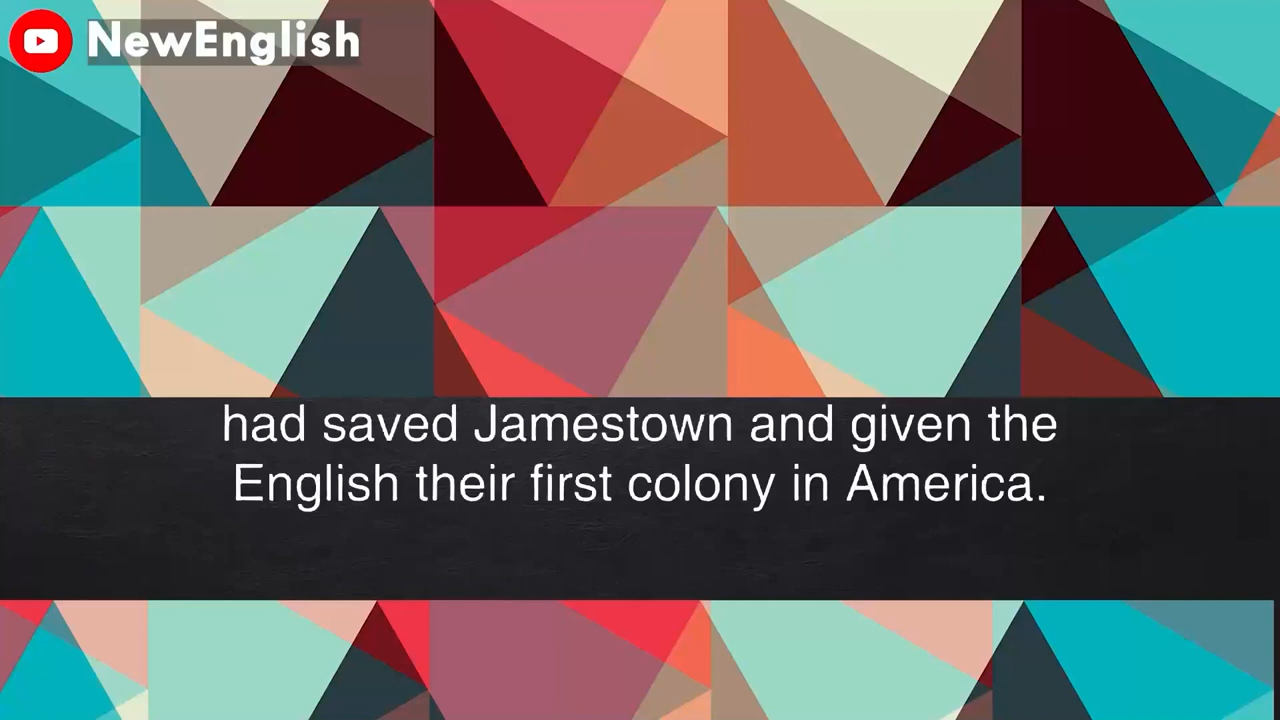 NewEnglish
had saved Jamestown and given the
English their first colony in America.